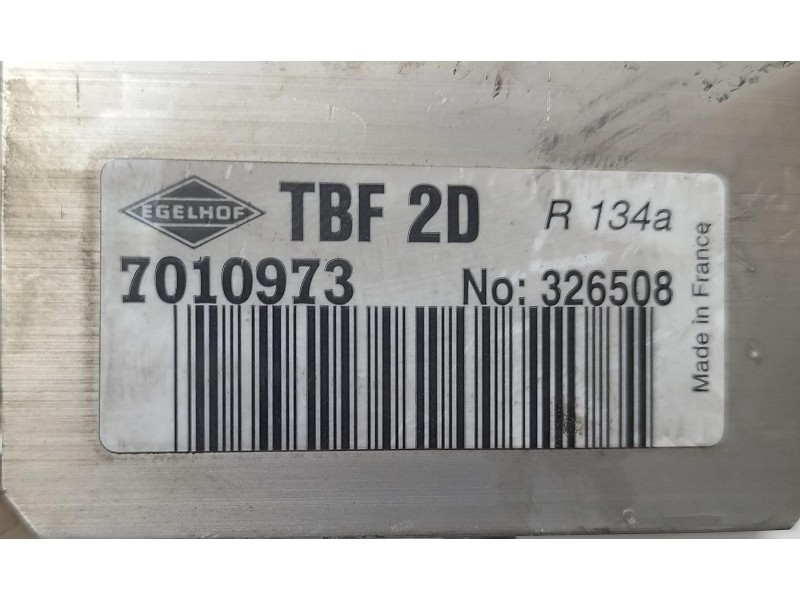 EGELHOF TBF 2D R 134a
7010973 No: 326508
Made in France